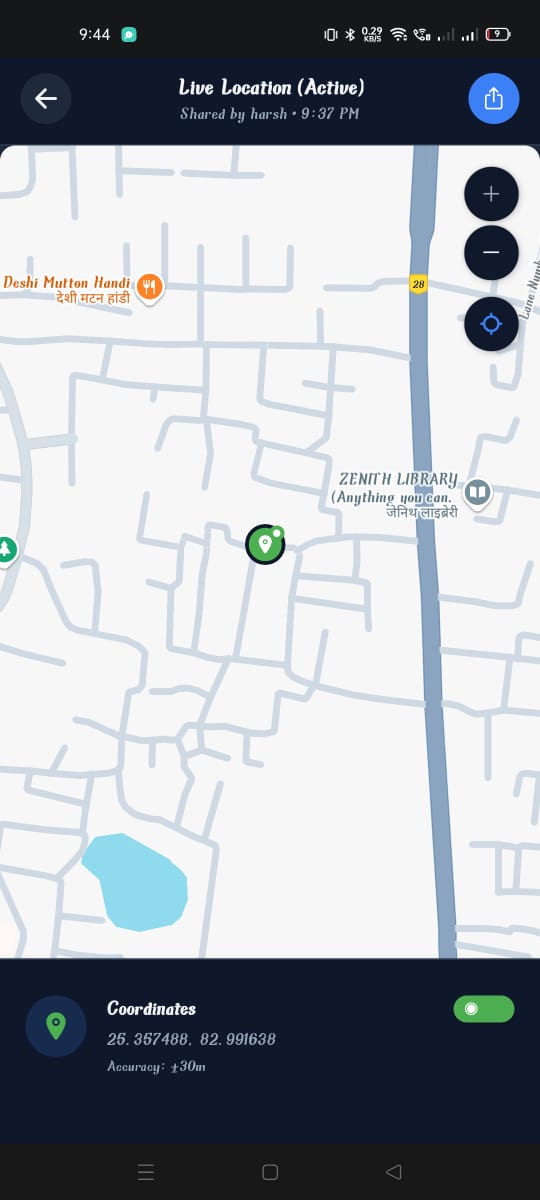 9:44
0.29
KB/S
9
Live Location (Active)
Shared by harsh • 9:37 PM
Deshi Mutton Handi
देशी मटन हांडी
28
ZENITH LIBRARY
(Anything you can.
जेनिथ लाइब्रेरी
Coordinates
25.357488, 82.991638
Accuracy: ±30m